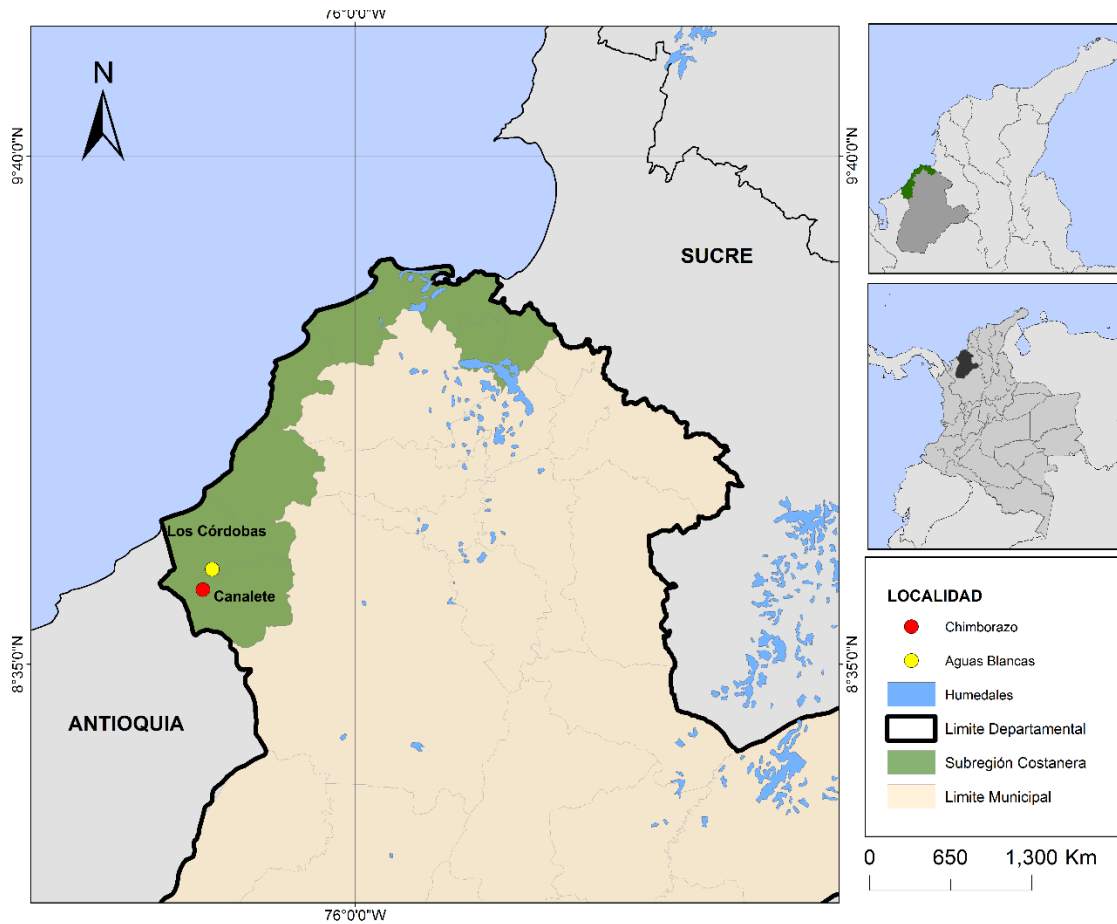 76°0'0"W
N
9°40'0"N
9°40'0"N
SUCRE
Los Córdobas
Canalete
8°35'0"N
8°35'0"N
ANTIOQUIA
76°0'0"W
LOCALIDAD
Chimborazo
Aguas Blancas
Humedales
Limite Departamental
Subregión Costanera
Limite Municipal
0 650 1,300 Km